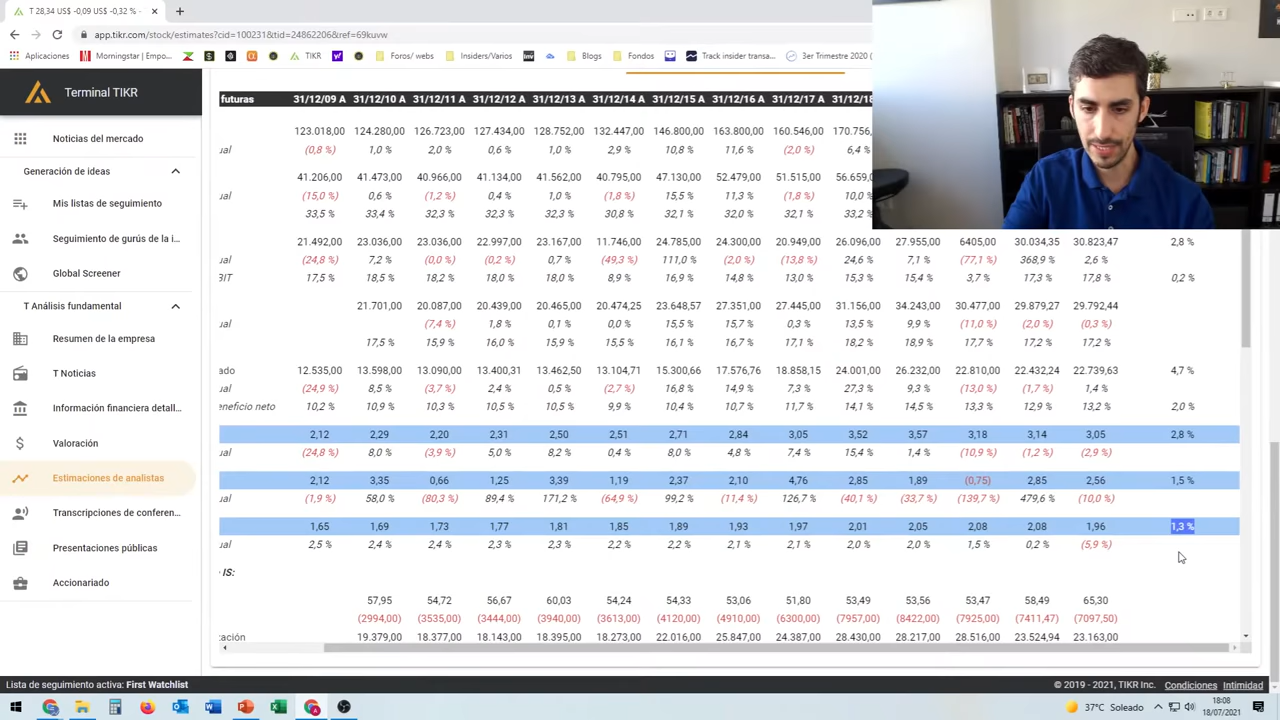 T 28,34 US$ -0,09 US$ -0,32 % ·
app.tikr.com/stock/estimates?cid=100231&tid=24862206&ref=69kuvw
Aplicaciones Morningstar | Empo... TIKR Foros/ webs Insiders/Varios Blogs Fondos Track insider transa... 3er Trimestre 2020 (
Terminal TIKR
Noticias del mercado
Generación de ideas
Mis listas de seguimiento
Seguimiento de gurús de la i...
Global Screener
T Análisis fundamental
Resumen de la empresa
T Noticias
Información financiera detall...
Valoración
Estimaciones de analistas
Transcripciones de conferen...
Presentaciones públicas
Accionariado
futuras 31/12/09 A 31/12/10 A 31/12/11 A 31/12/12 A 31/12/13 A 31/12/14 A 31/12/15 A 31/12/16 A 31/12/17 A 31/12/18
123.018,00 124.280,00 126.723,00 127.434,00 128.752,00 132.447,00 146.800,00 163.800,00 160.546,00 170.756,
ual (0,8 %) 1,0 % 2,0 % 0,6 % 1,0 % 2,9 % 10,8 % 11,6 % (2,0 %) 6,4 %
41.206,00 41.473,00 40.966,00 41.134,00 41.562,00 40.795,00 47.130,00 52.479,00 51.515,00 56.659,
ual (15,0 %) 0,6 % (1,2 %) 0,4 % 1,0 % (1,8 %) 15,5 % 11,3 % (1,8 %) 10,0 %
33,5 % 33,4 % 32,3 % 32,3 % 32,3 % 30,8 % 32,1 % 32,0 % 32,1 % 33,2 %
21.492,00 23.036,00 23.036,00 22.997,00 23.167,00 11.746,00 24.785,00 24.300,00 20.949,00 26.096,00 27.955,00 6405,00 30.034,35 30.823,47 2,8 %
ual (24,8 %) 7,2 % (0,0 %) (0,2 %) 0,7 % (49,3 %) 111,0 % (2,0 %) (13,8 %) 24,6 % 7,1 % (77,1 %) 368,9 % 2,6 %
BIT 17,5 % 18,5 % 18,2 % 18,0 % 18,0 % 8,9 % 16,9 % 14,8 % 13,0 % 15,3 % 15,4 % 3,7 % 17,3 % 17,8 % 0,2 %
21.701,00 20.087,00 20.439,00 20.465,00 20.474,25 23.648,57 27.351,00 27.445,00 31.156,00 34.243,00 30.477,00 29.879,27 29.792,44
ual (7,4 %) 1,8 % 0,1 % 0,0 % 15,5 % 15,7 % 0,3 % 13,5 % 9,9 % (11,0 %) (2,0 %) (0,3 %)
17,5 % 15,9 % 16,0 % 15,9 % 15,5 % 16,1 % 16,7 % 17,1 % 18,2 % 18,9 % 17,7 % 17,2 % 17,2 %
ado 12.535,00 13.598,00 13.090,00 13.400,31 13.462,50 13.104,71 15.300,66 17.576,76 18.858,15 24.001,00 26.232,00 22.810,00 22.432,24 22.739,63 4,7 %
ual (24,9 %) 8,5 % (3,7 %) 2,4 % 0,5 % (2,7 %) 16,8 % 14,9 % 7,3 % 27,3 % 9,3 % (13,0 %) (1,7 %) 1,4 %
eneficio neto 10,2 % 10,9 % 10,3 % 10,5 % 10,5 % 9,9 % 10,4 % 10,7 % 11,7 % 14,1 % 14,5 % 13,3 % 12,9 % 13,2 % 2,0 %
2,12 2,29 2,20 2,31 2,50 2,51 2,71 2,84 3,05 3,52 3,57 3,18 3,14 3,05 2,8 %
ual (24,8 %) 8,0 % (3,9 %) 5,0 % 8,2 % 0,4 % 8,0 % 4,8 % 7,4 % 15,4 % 1,4 % (10,9 %) (1,2 %) (2,9 %)
2,12 3,35 0,66 1,25 3,39 1,19 2,37 2,10 4,76 2,85 1,89 (0,75) 2,85 2,56 1,5 %
ual (1,9 %) 58,0 % (80,3 %) 89,4 % 171,2 % (64,9 %) 99,2 % (11,4 %) 126,7 % (40,1 %) (33,7 %) (139,7 %) 479,6 % (10,0 %)
1,65 1,69 1,73 1,77 1,81 1,85 1,89 1,93 1,97 2,01 2,05 2,08 2,08 1,96 1,3 %
ual 2,5 % 2,4 % 2,4 % 2,3 % 2,3 % 2,2 % 2,2 % 2,1 % 2,1 % 2,0 % 2,0 % 1,5 % 0,2 % (5,9 %)
e IS:
57,95 54,72 56,67 60,03 54,24 54,33 53,06 51,80 53,49 53,56 53,47 58,49 65,30
(2994,00) (3535,00) (3444,00) (3940,00) (3613,00) (4120,00) (4910,00) (6300,00) (7957,00) (8422,00) (7925,00) (7411,47) (7097,50)
tación 19.379,00 18.377,00 18.143,00 18.395,00 18.273,00 22.016,00 25.847,00 24.387,00 28.430,00 28.217,00 28.516,00 23.524,94 23.163,00
Lista de seguimiento activa: First Watchlist
© 2019 - 2021, TIKR Inc. Condiciones Intimidad
37°C Soleado
18:08
18/07/2021